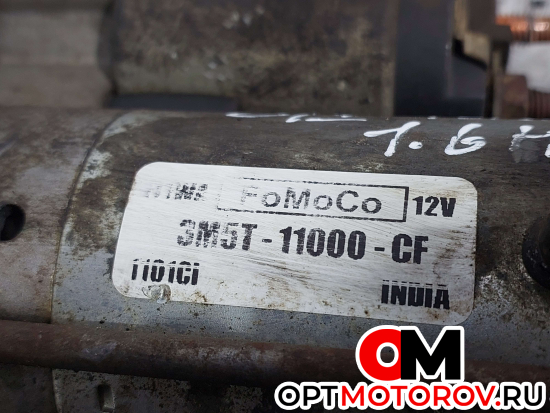 1.6
FoMoCo 12V
3M5T-11000-CF
1101Ci
INDIA
OM
OPTMOTOROV.RU